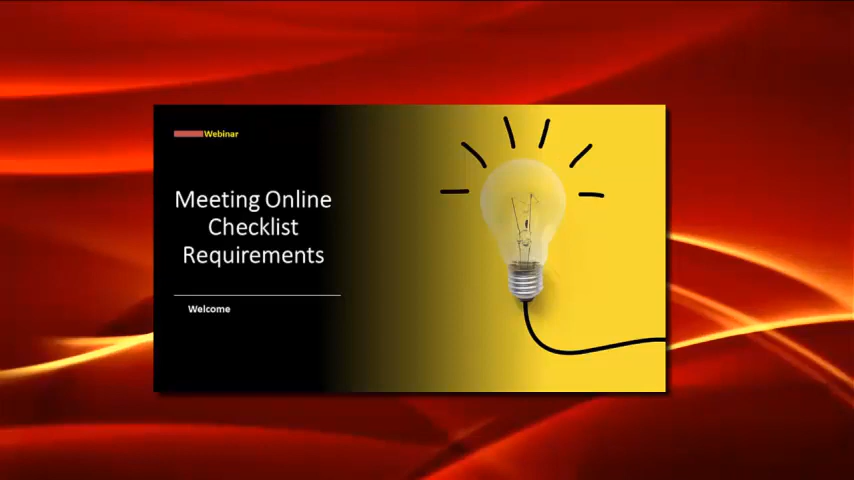 Webinar
Meeting Online
Checklist
Requirements
Welcome